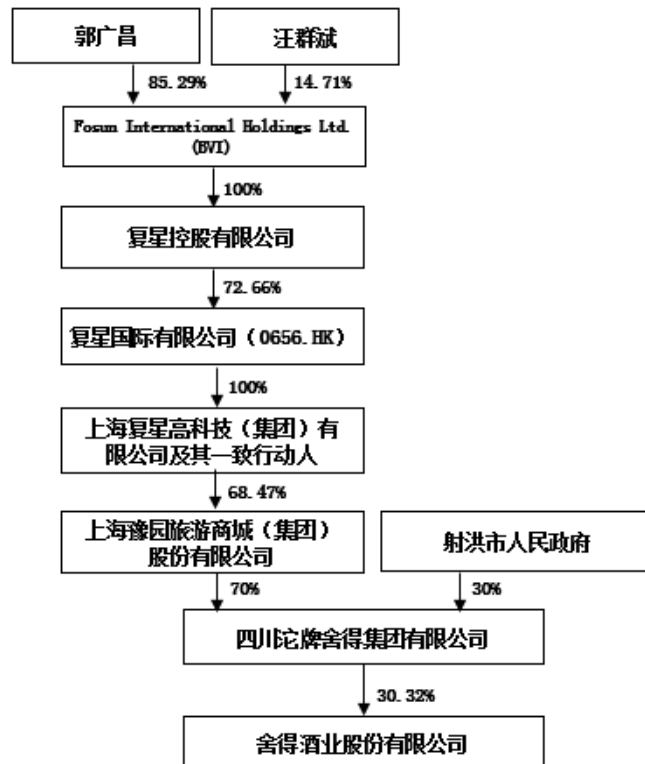 郭广昌
汪群斌
85.29%
14.71%
Fosun International Holdings Ltd.
(BVI)
100%
复星控股有限公司
72.66%
复星国际有限公司（0656.HK）
100%
上海复星高科技（集团）有
限公司及其一致行动人
68.47%
上海豫园旅游商城（集团）
股份有限公司
射洪市人民政府
70%
30%
四川沱牌舍得集团有限公司
30.32%
舍得酒业股份有限公司